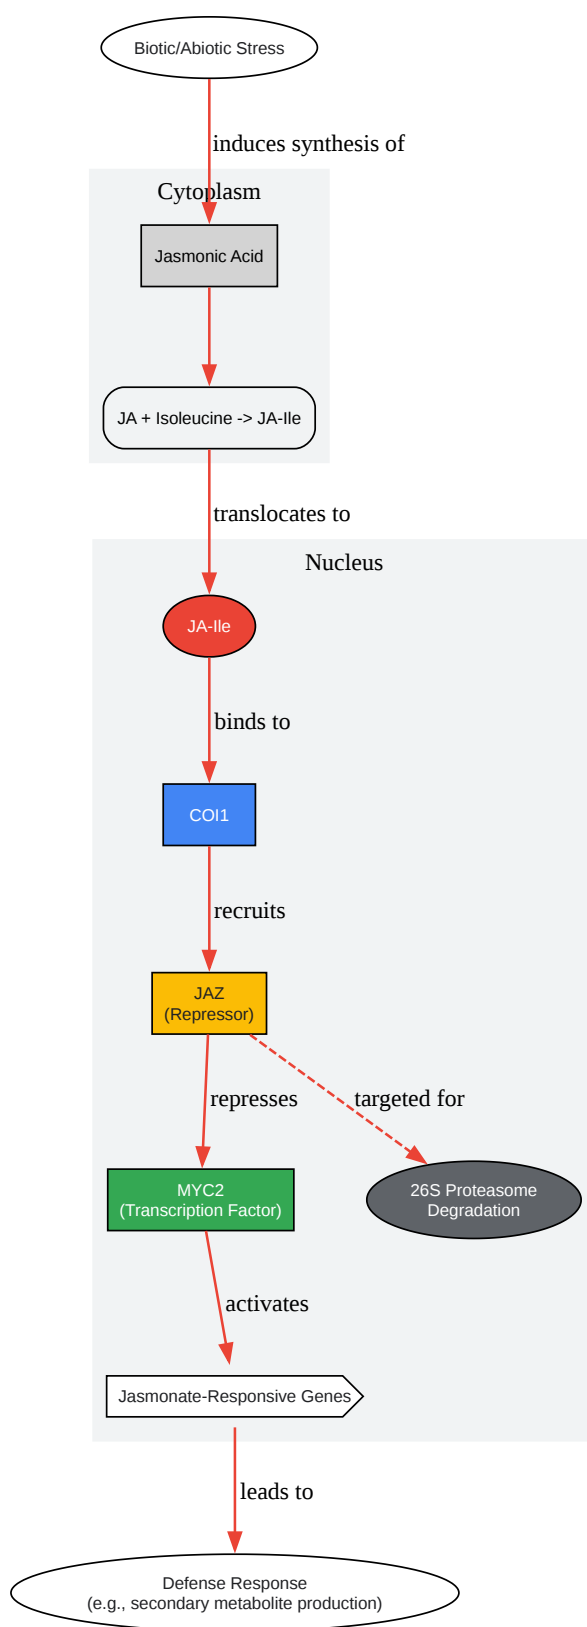 Biotic/Abiotic Stress
induces synthesis of
Cytoplasm
Jasmonic Acid
JA + Isoleucine -> JA-Ile
translocates to
Nucleus
JA-Ile
binds to
COI1
recruits
JAZ
(Repressor)
represses
targeted for
MYC2
(Transcription Factor)
26S Proteasome
Degradation
activates
Jasmonate-Responsive Genes
leads to
Defense Response
(e.g., secondary metabolite production)